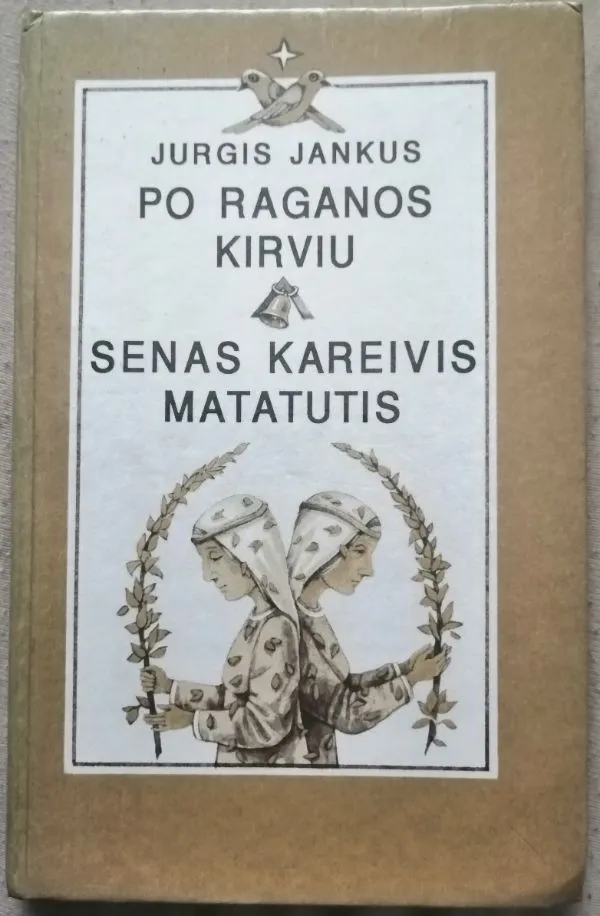 JURGIS JANKUS
PO RAGANOS
KIRVIU
SENAS KAREIVIS
MATATUTIS